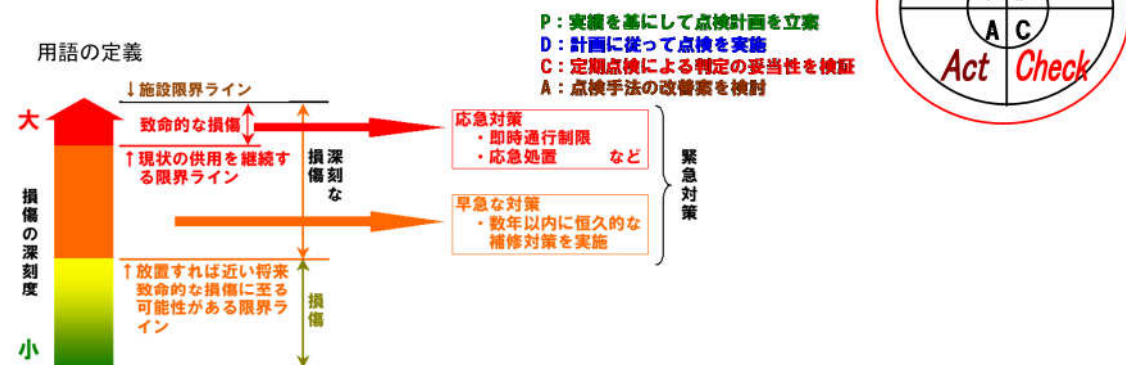 P：実績を基にして点検計画を立案
D：計画に従って点検を実施
C：定期点検による判定の妥当性を検証
A：点検手法の改善案を検討
A C
Act Check
用語の定義
↓施設限界ライン
大
致命的な損傷
↑現状の供用を継続す
る限界ライン
深刻な
損傷
応急対策
・即時通行制限
・応急処置 など
早急な対策
・数年以内に恒久的な
補修対策を実施
緊急対策
損傷の深刻度
↑放置すれば近い将来
致命的な損傷に至る
可能性がある限界ラ
イン
損傷
小